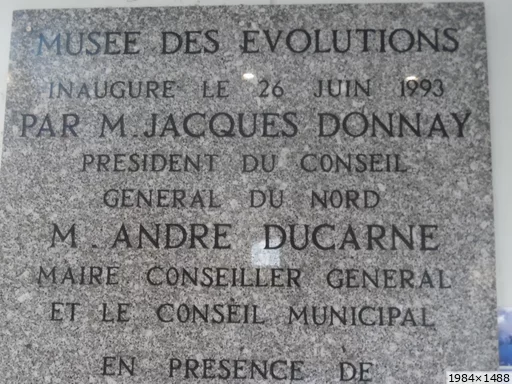 MUSEE DES EVOLUTIONS
INAUGURE LE 26 JUIN 1993
PAR M. JACQUES DONNAY
PRESIDENT DU CONSEIL
GENERAL DU NORD
M. ANDRE DUCARNE
MAIRE CONSEILLER GENERAL
ET LE CONSEIL MUNICIPAL
EN PRESENCE DE
1984×1488